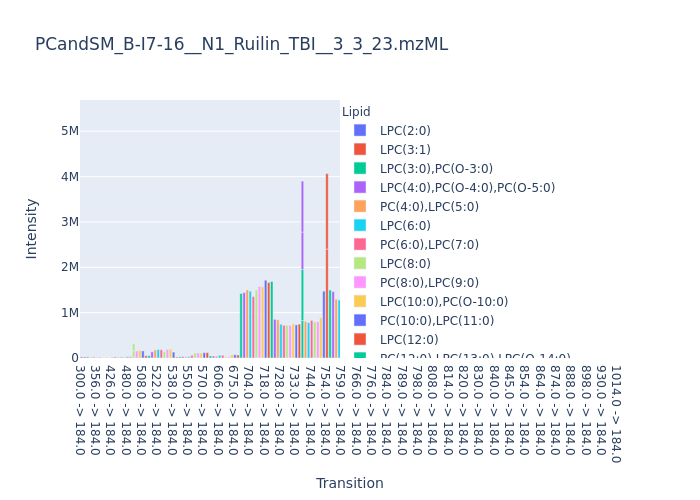 PCandSM_B-I7-16__N1_Ruilin_TBI__3_3_23.mzML
Lipid
LPC(2:0)
LPC(3:1)
LPC(3:0),PC(O-3:0)
LPC(4:0),PC(O-4:0),PC(O-5:0)
PC(4:0),LPC(5:0)
LPC(6:0)
PC(6:0),LPC(7:0)
LPC(8:0)
PC(8:0),LPC(9:0)
LPC(10:0),PC(O-10:0)
PC(10:0),LPC(11:0)
LPC(12:0)
PC(12:0),LPC(13:0),LPC(O-14:0)
Intensity
5M
4M
3M
2M
1M
0
300.0 -> 184.0
356.0 -> 184.0
426.0 -> 184.0
480.0 -> 184.0
508.0 -> 184.0
522.0 -> 184.0
538.0 -> 184.0
550.0 -> 184.0
570.0 -> 184.0
606.0 -> 184.0
675.0 -> 184.0
704.0 -> 184.0
718.0 -> 184.0
728.0 -> 184.0
733.0 -> 184.0
744.0 -> 184.0
754.0 -> 184.0
759.0 -> 184.0
766.0 -> 184.0
776.0 -> 184.0
784.0 -> 184.0
789.0 -> 184.0
798.0 -> 184.0
808.0 -> 184.0
814.0 -> 184.0
820.0 -> 184.0
830.0 -> 184.0
840.0 -> 184.0
845.0 -> 184.0
854.0 -> 184.0
864.0 -> 184.0
874.0 -> 184.0
888.0 -> 184.0
898.0 -> 184.0
930.0 -> 184.0
1014.0 -> 184.0
Transition